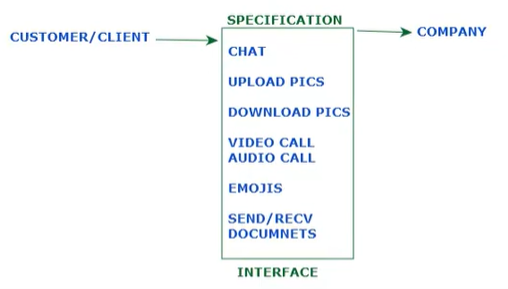 SPECIFICATION
CUSTOMER/CLIENT
COMPANY
CHAT
UPLOAD PICS
DOWNLOAD PICS
VIDEO CALL
AUDIO CALL
EMOJIS
SEND/RECV
DOCUMNETS
INTERFACE